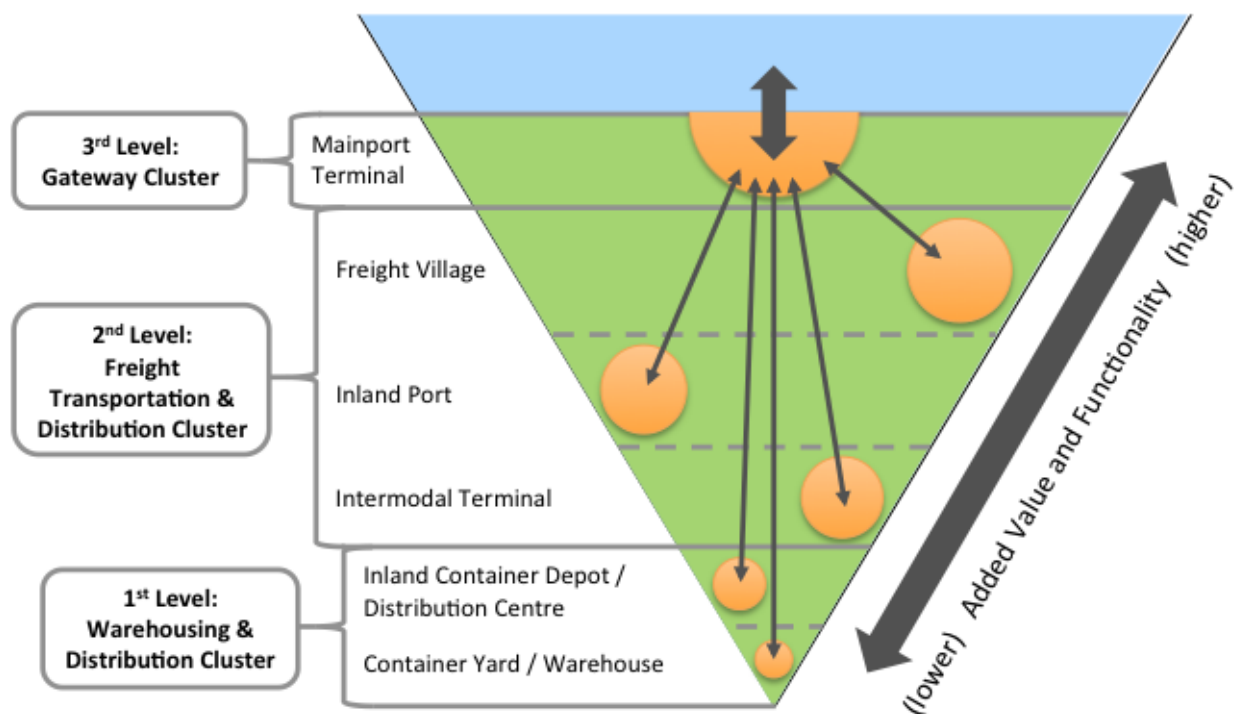 3rd Level:
Gateway Cluster
Mainport
Terminal
2nd Level:
Freight
Transportation &
Distribution Cluster
Freight Village
Inland Port
Intermodal Terminal
1st Level:
Warehousing &
Distribution Cluster
Inland Container Depot /
Distribution Centre
Container Yard / Warehouse
(lower) Added Value and Functionality (higher)